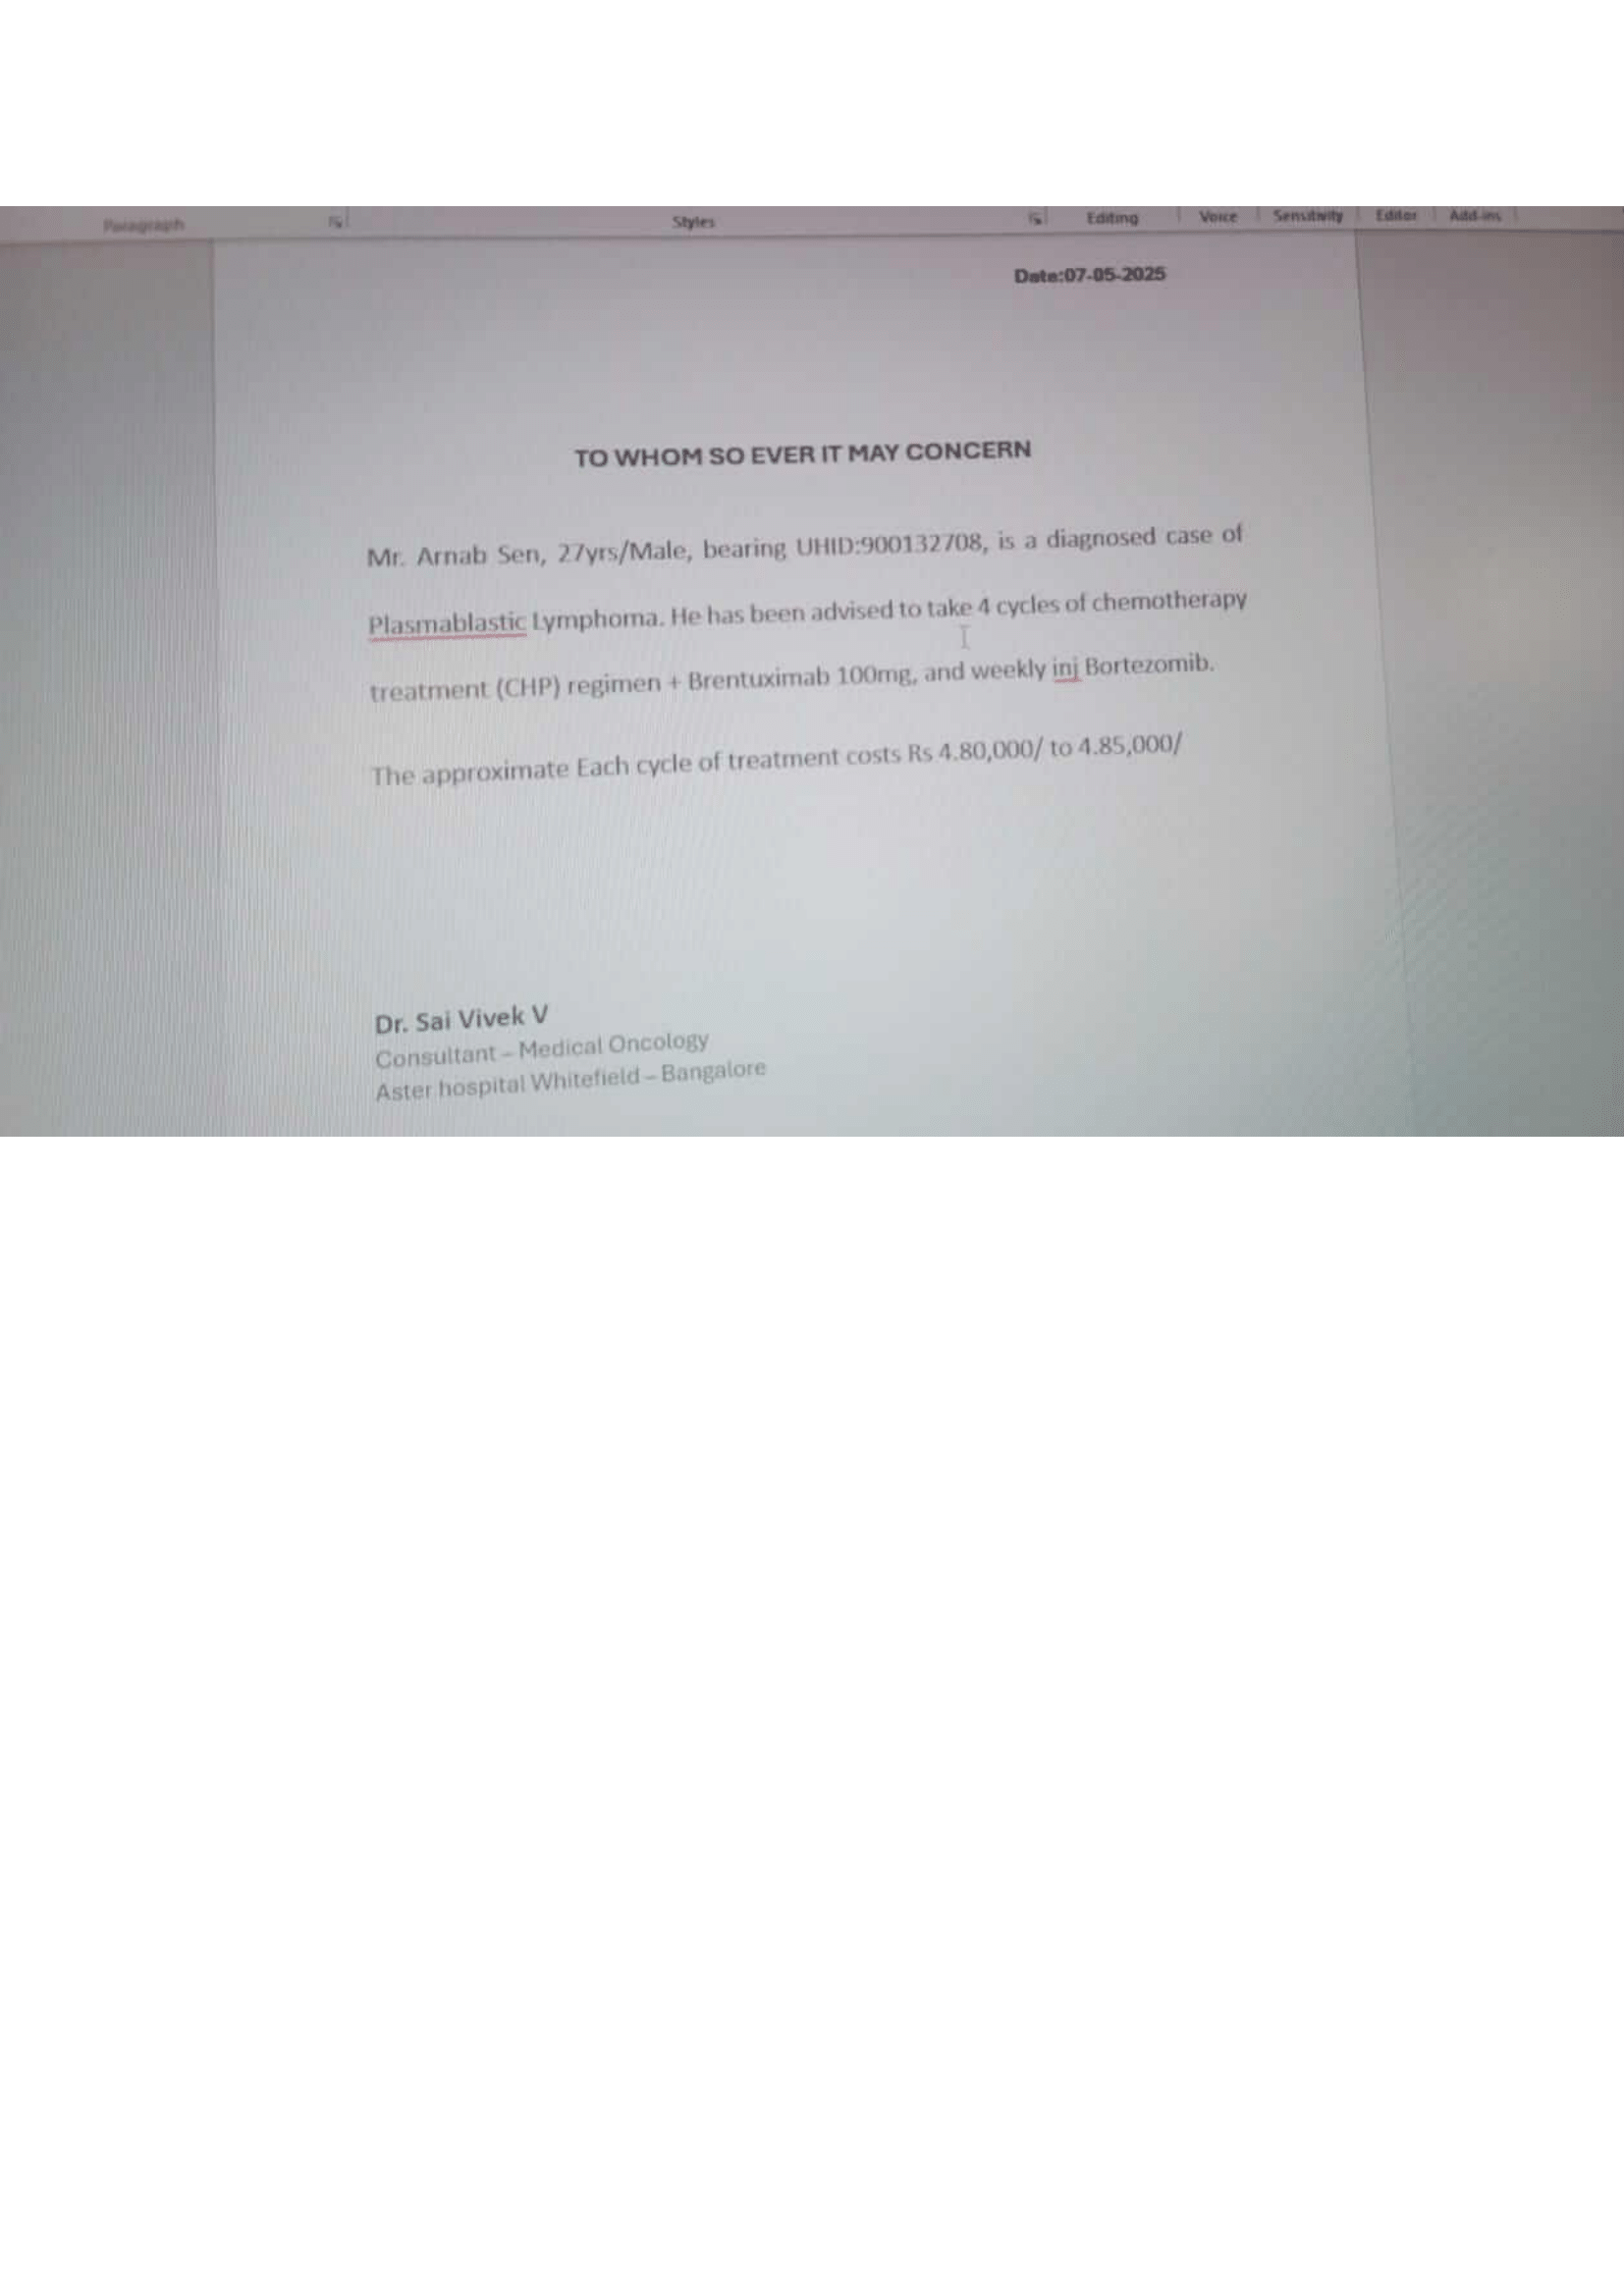 Paragraph Styles Editing Voice Sensitivity Editor Add-ins
Date:07-05-2025
TO WHOM SO EVER IT MAY CONCERN
Mr. Arnab Sen, 27yrs/Male, bearing UHID:900132708, is a diagnosed case of
Plasmablastic Lymphoma. He has been advised to take 4 cycles of chemotherapy
treatment (CHP) regimen + Brentuximab 100mg, and weekly inj Bortezomib.
The approximate Each cycle of treatment costs Rs 4.80,000/ to 4.85,000/
Dr. Sai Vivek V
Consultant – Medical Oncology
Aster hospital Whitefield – Bangalore